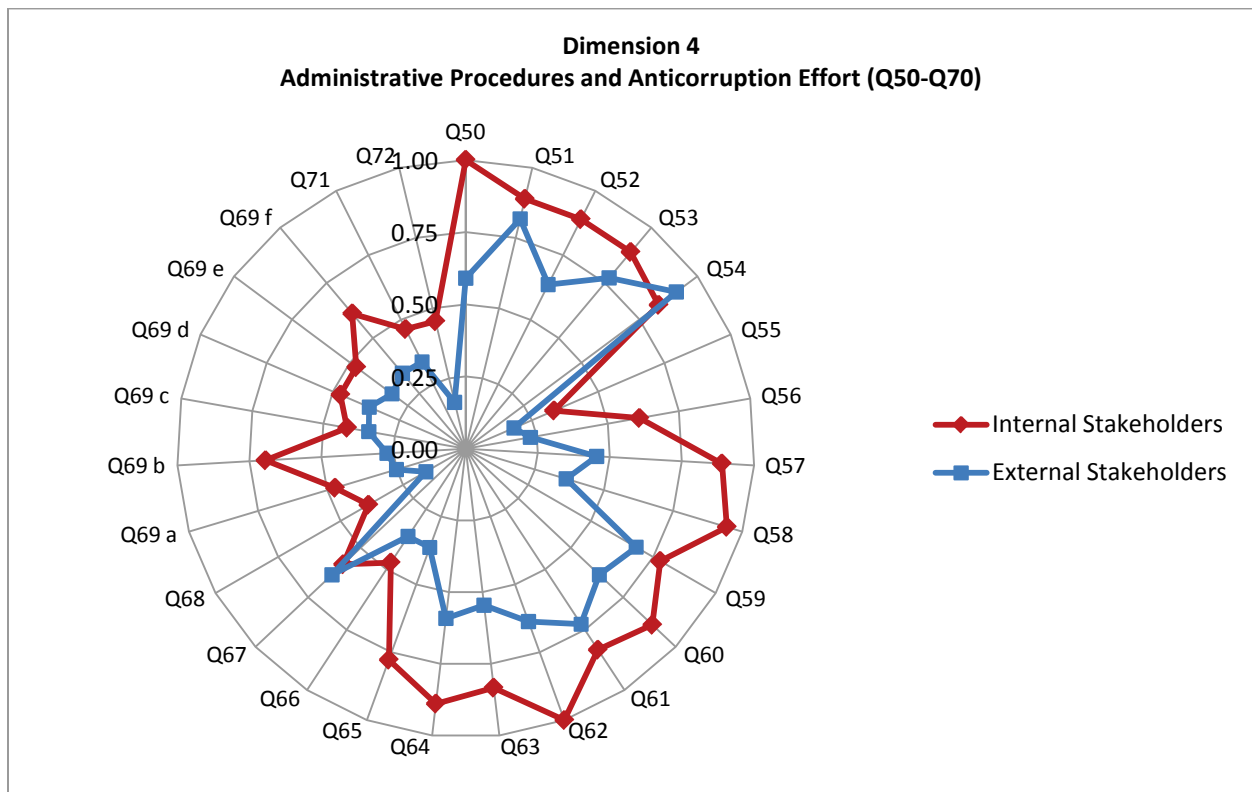 Dimension 4
Administrative Procedures and Anticorruption Effort (Q50-Q70)
Q50
Q51
Q52
Q53
Q54
Q55
Q56
Q57
Q58
Q59
Q60
Q61
Q62
Q63
Q64
Q65
Q66
Q67
Q68
Q69 a
Q69 b
Q69 c
Q69 d
Q69 e
Q69 f
Q71
Q72
1.00
0.75
0.50
0.25
0.00
Internal Stakeholders
External Stakeholders